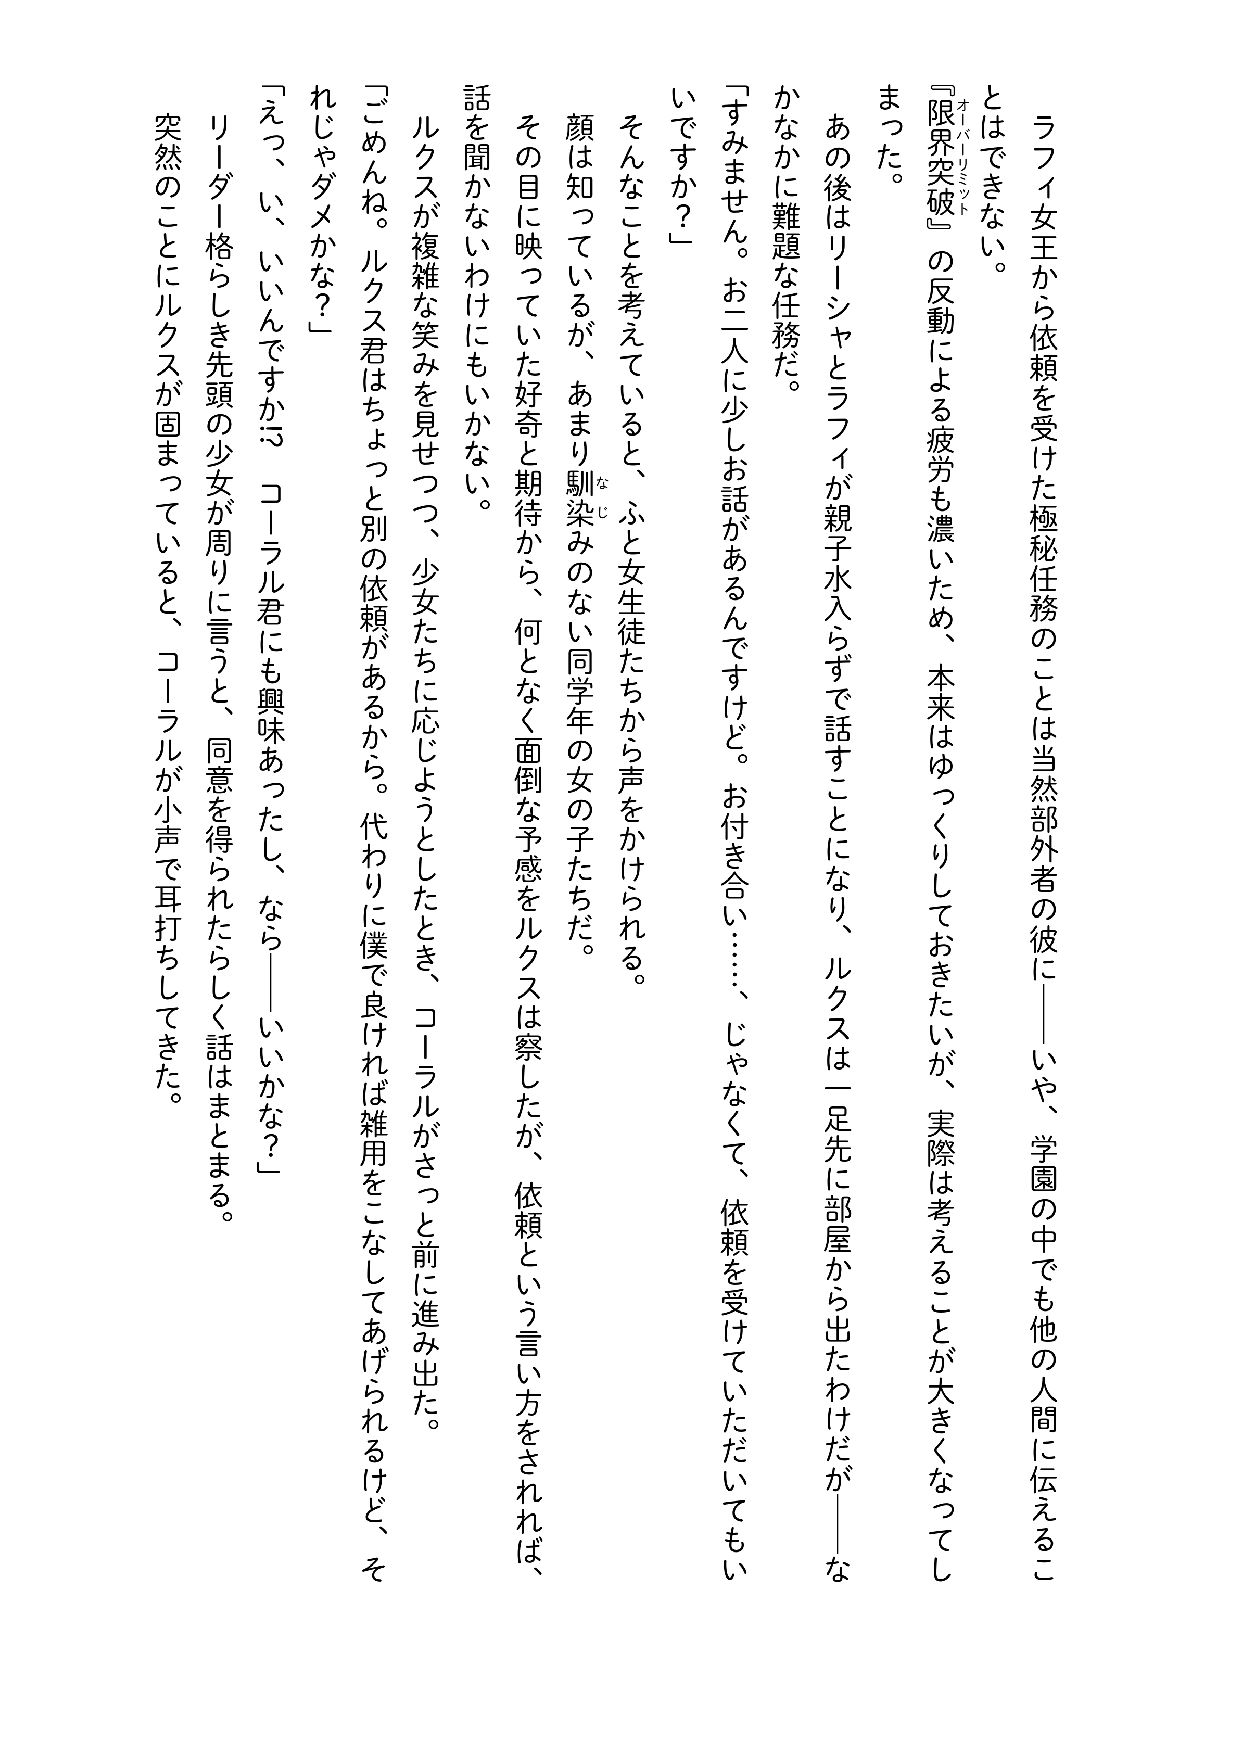 ラフィ女王から依頼を受けた極秘任務のことは当然部外者の彼に――いや、学園の中でも他の人間に伝えるこ
とはできない。
『限界突破』の反動による疲労も濃いため、本来はゆっくりしておきたいが、実際は考えることが大きくなってし
オーバーリミット
まった。
あの後はリーシャとラフィが親子水入らずで話すことになり、ルクスは一足先に部屋から出たわけだが――な
かなかに難題な任務だ。
「すみません。お二人に少しお話があるんですけど。お付き合い……、じゃなくて、依頼を受けていただいてもい
いですか？」
そんなことを考えていると、ふと女生徒たちから声をかけられる。
顔は知っているが、あまり馴染みのない同学年の女の子たちだ。
なじ
その目に映っていた好奇と期待から、何となく面倒な予感をルクスは察したが、依頼という言い方をされれば、
話を聞かないわけにもいかない。
ルクスが複雑な笑みを見せつつ、少女たちに応じようとしたとき、コーラルがさっと前に進み出た。
「ごめんね。ルクス君はちょっと別の依頼があるから。代わりに僕で良ければ雑用をこなしてあげられるけど、そ
れじゃダメかな？」
「えっ、い、いいんですか!?　コーラル君にも興味あったし、なら――いいかな？」
リーダー格らしき先頭の少女が周りに言うと、同意を得られたらしく話はまとまる。
突然のことにルクスが固まっていると、コーラルが小声で耳打ちしてきた。